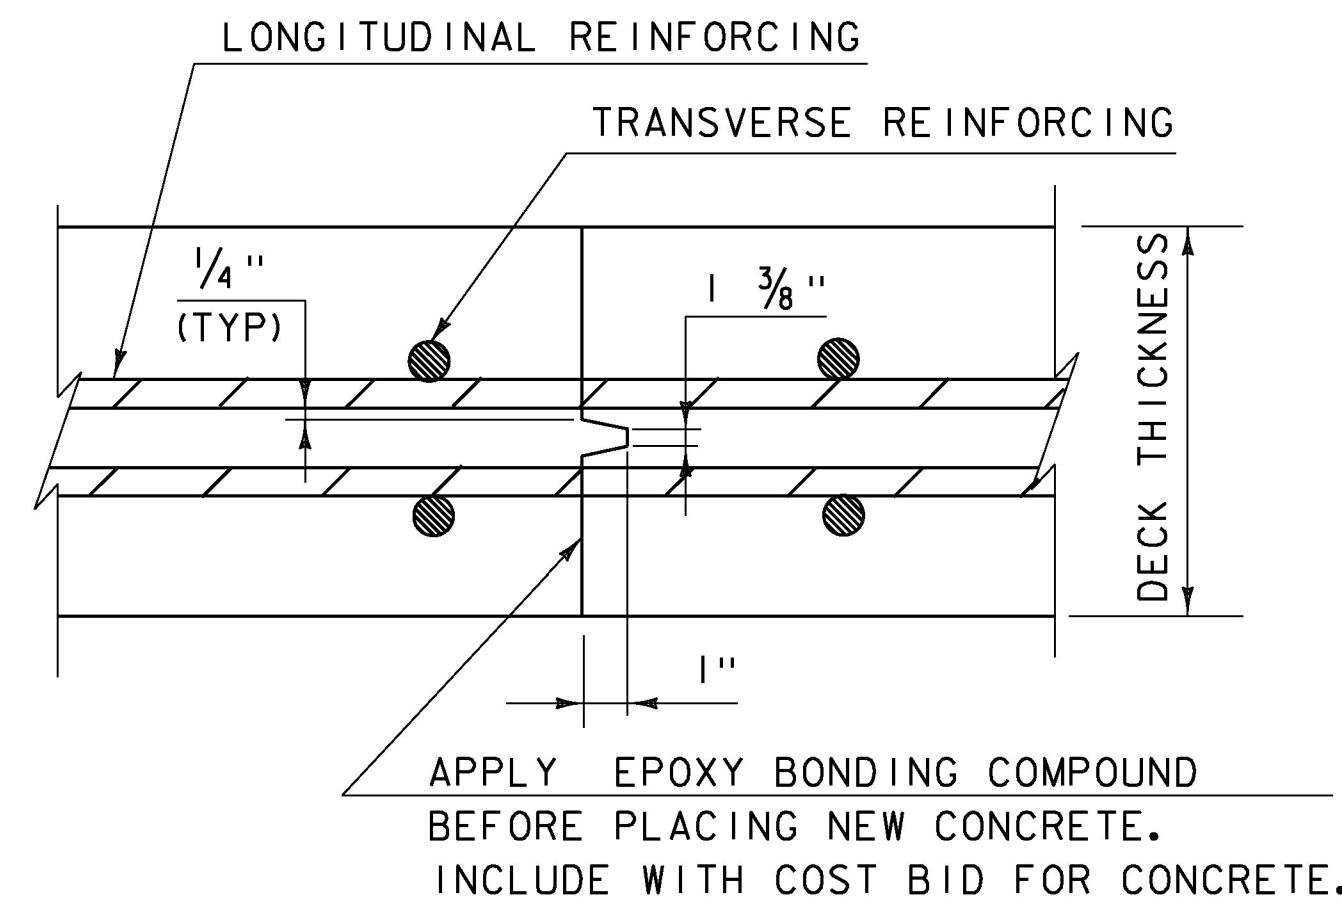 LONGITUDINAL REINFORCING
TRANSVERSE REINFORCING
1/4"
(TYP)
1 3/8"
DECK THICKNESS
1"
APPLY EPOXY BONDING COMPOUND
BEFORE PLACING NEW CONCRETE.
INCLUDE WITH COST BID FOR CONCRETE.